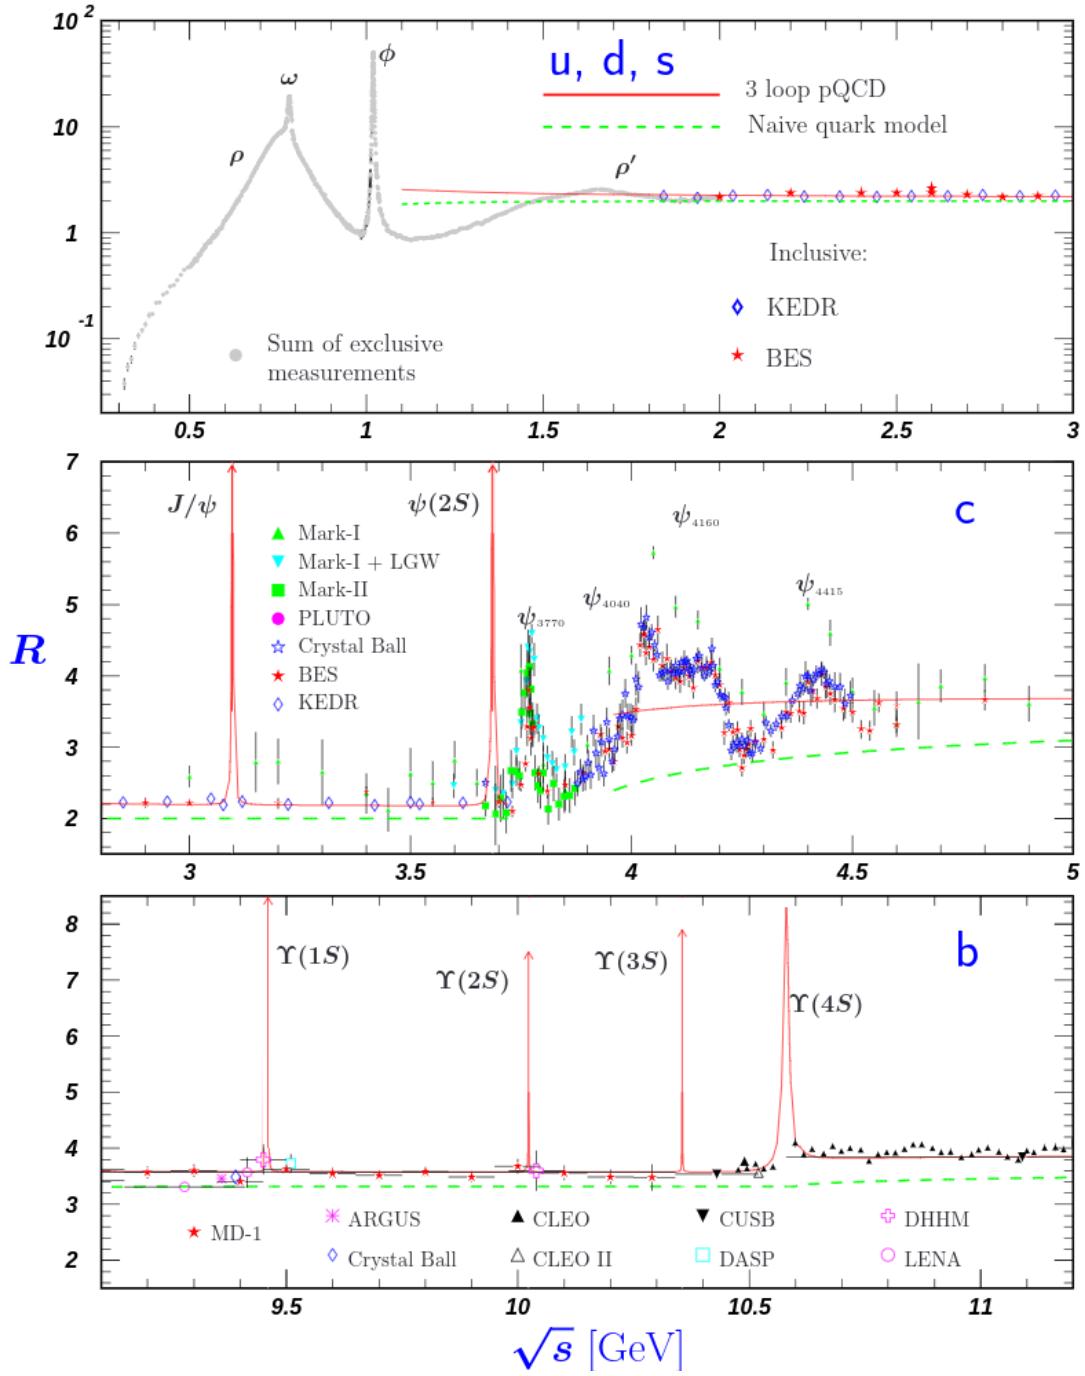 10 2
10
1
10 -1
ρ
ω
ϕ
u, d, s
3 loop pQCD
Naive quark model
ρ′
Inclusive:
KEDR
BES
Sum of exclusive
measurements
0.5 1 1.5 2 2.5 3
R
7
6
5
4
3
2
J/ψ
ψ(2S)
c
Mark-I
Mark-I + LGW
Mark-II
PLUTO
Crystal Ball
BES
KEDR
ψ3770
ψ4040
ψ4160
ψ4415
3 3.5 4 4.5 5
8
7
6
5
4
3
2
Υ(1S)
Υ(2S)
Υ(3S)
Υ(4S)
b
MD-1
ARGUS CLEO CUSB DHHM
Crystal Ball CLEO II DASP LENA
9.5 10 10.5 11
√s [GeV]